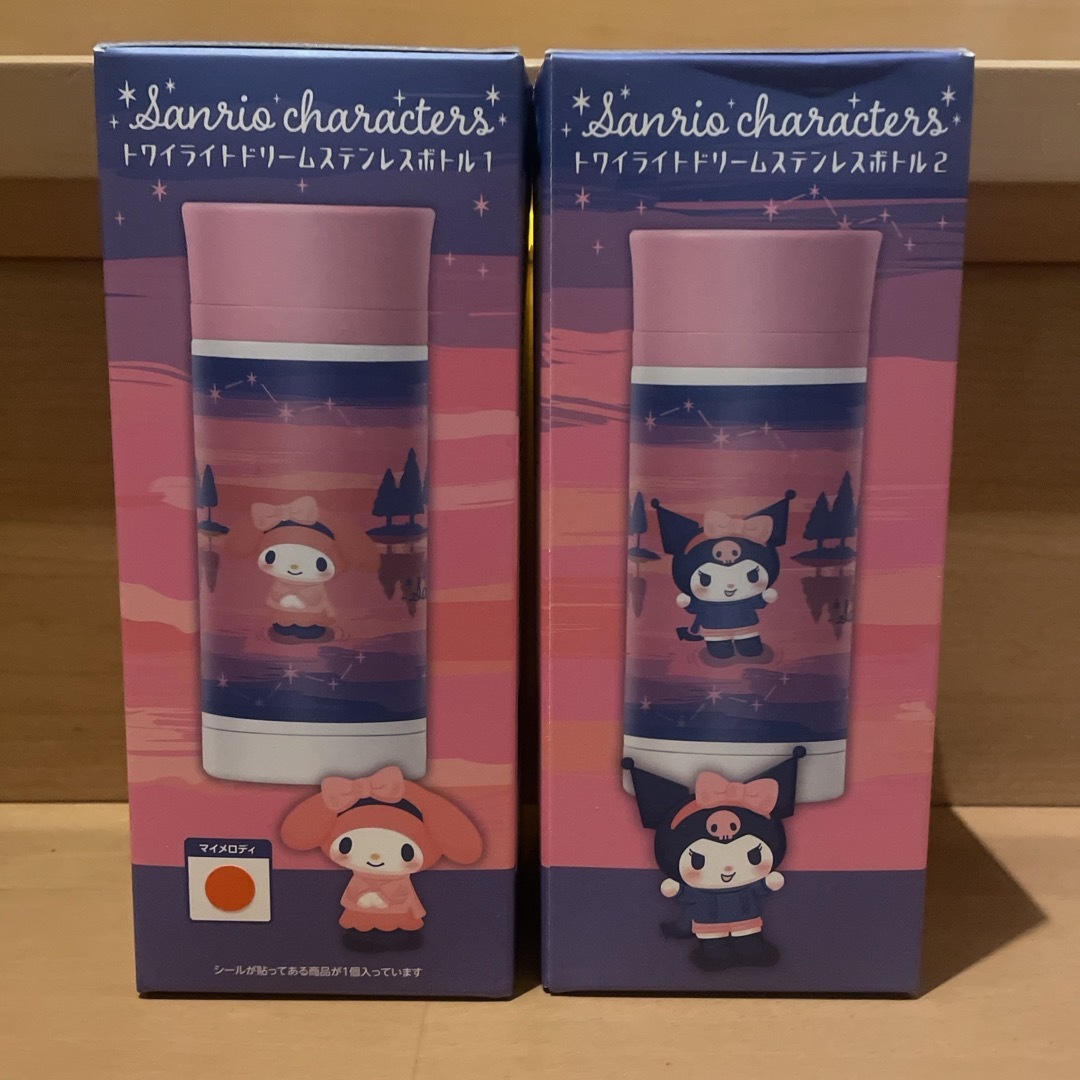 Sanrio characters
トワイライトドリームステンレスボトル1
マイメロディ
シールが貼ってある商品が1個入っています
Sanrio characters
トワイライトドリームステンレスボトル2